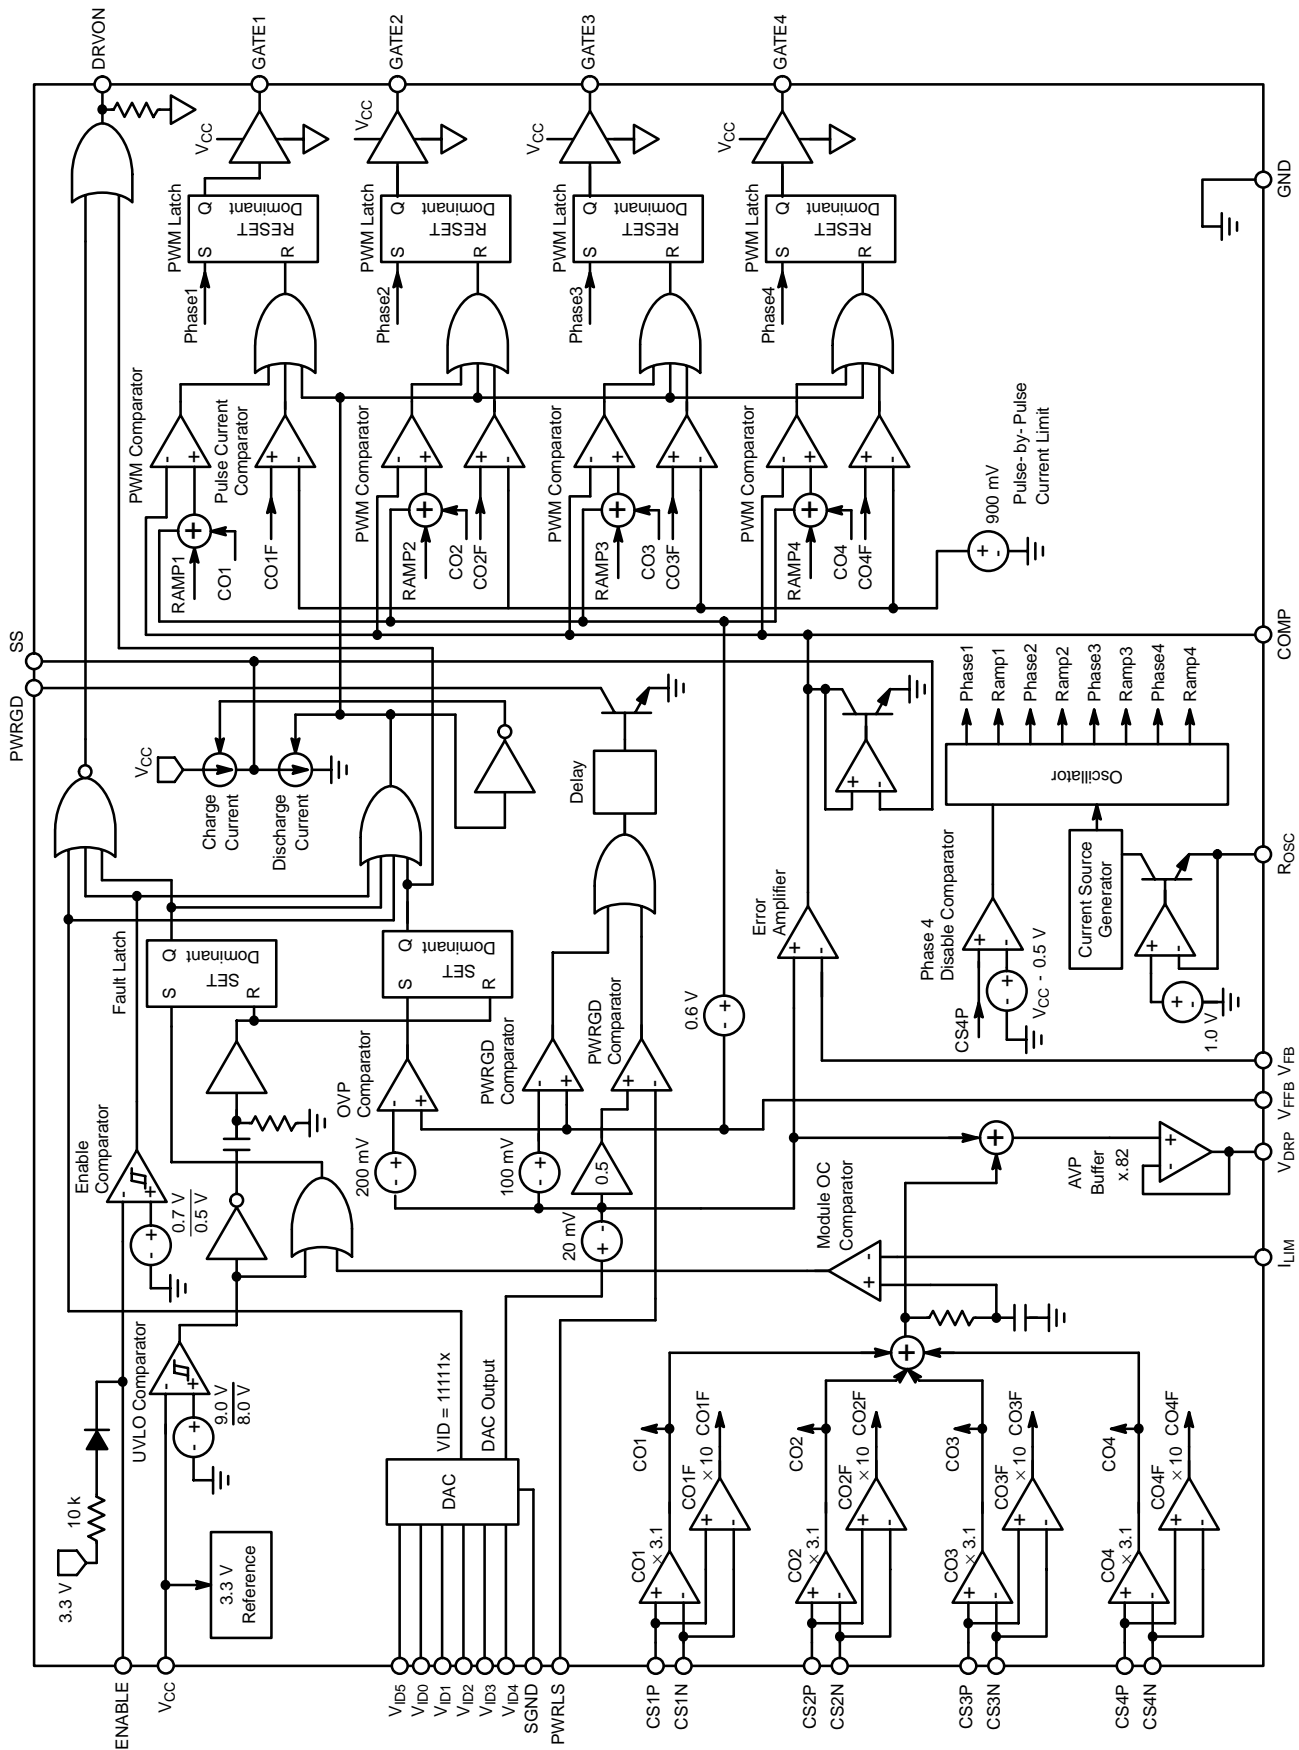 ENABLE
VCC
VID5
VID0
VID1
VID2
VID3
VID4
SGND
PWRLS
CS1P
CS1N
CS2P
CS2N
CS3P
CS3N
CS4P
CS4N
3.3 V
10 k
3.3 V
Reference
UVLO Comparator
-
+
- +
9.0 V
8.0 V
Enable
Comparator
-
+
- +
0.7 V
0.5 V
Fault Latch
S
Q
R
SET
Dominant
DAC
VID = 11111x
DAC Output
OVP
Comparator
-
+
200 mV
- +
S
Q
R
SET
Dominant
PWRGD
Comparator
-
+
100 mV
- +
0.5
20 mV
+ -
PWRGD
Comparator
+
-
Delay
VCC
Charge
Current
Discharge
Current
PWRGD
SS
0.6 V
- +
Module OC
Comparator
+
-
Error
Amplifier
+
-
+
-
+
AVP
Buffer
x.82
+
-
CO1
× 3.1
+
-
CO1F
× 10
+
-
CO1
CO1F
CO2
× 3.1
+
-
CO2F
× 10
+
-
CO2
CO2F
CO3
× 3.1
+
-
CO3F
× 10
+
-
CO3
CO3F
CO4
× 3.1
+
-
CO4F
× 10
+
-
CO4
CO4F
+
Phase 4
Disable Comparator
+
-
CS4P
- +
VCC - 0.5 V
Current Source
Generator
+
-
+
-
1.0 V
Oscillator
Phase1
Ramp1
Phase2
Ramp2
Phase3
Ramp3
Phase4
Ramp4
PWM Comparator
-
+
+
RAMP1
CO1
Pulse Current
Comparator
+
-
CO1F
PWM Comparator
-
+
+
RAMP2
CO2
+
-
CO2F
PWM Comparator
-
+
+
RAMP3
CO3
+
-
CO3F
PWM Comparator
-
+
+
RAMP4
CO4
+
-
CO4F
+
-
900 mV
Pulse- by- Pulse
Current Limit
Phase1
PWM Latch
S
Q
R
RESET
Dominant
VCC
Phase2
PWM Latch
S
Q
R
RESET
Dominant
VCC
Phase3
PWM Latch
S
Q
R
RESET
Dominant
VCC
Phase4
PWM Latch
S
Q
R
RESET
Dominant
VCC
DRVON
GATE1
GATE2
GATE3
GATE4
ILIM
VDRP
VFFB
VFB
ROSC
COMP
GND